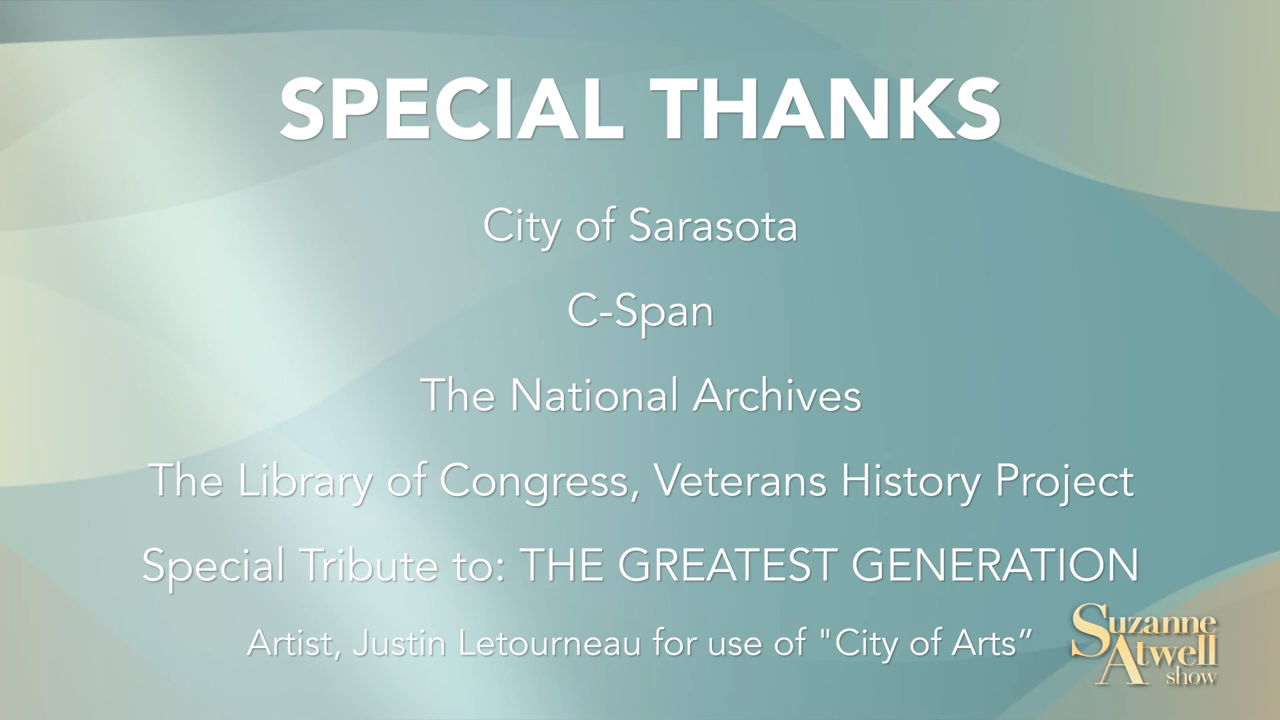 SPECIAL THANKS
City of Sarasota
C-Span
The National Archives
The Library of Congress, Veterans History Project
Special Tribute to: THE GREATEST GENERATION
Artist, Justin Letourneau for use of "City of Arts”
Suzanne
Atwell
show